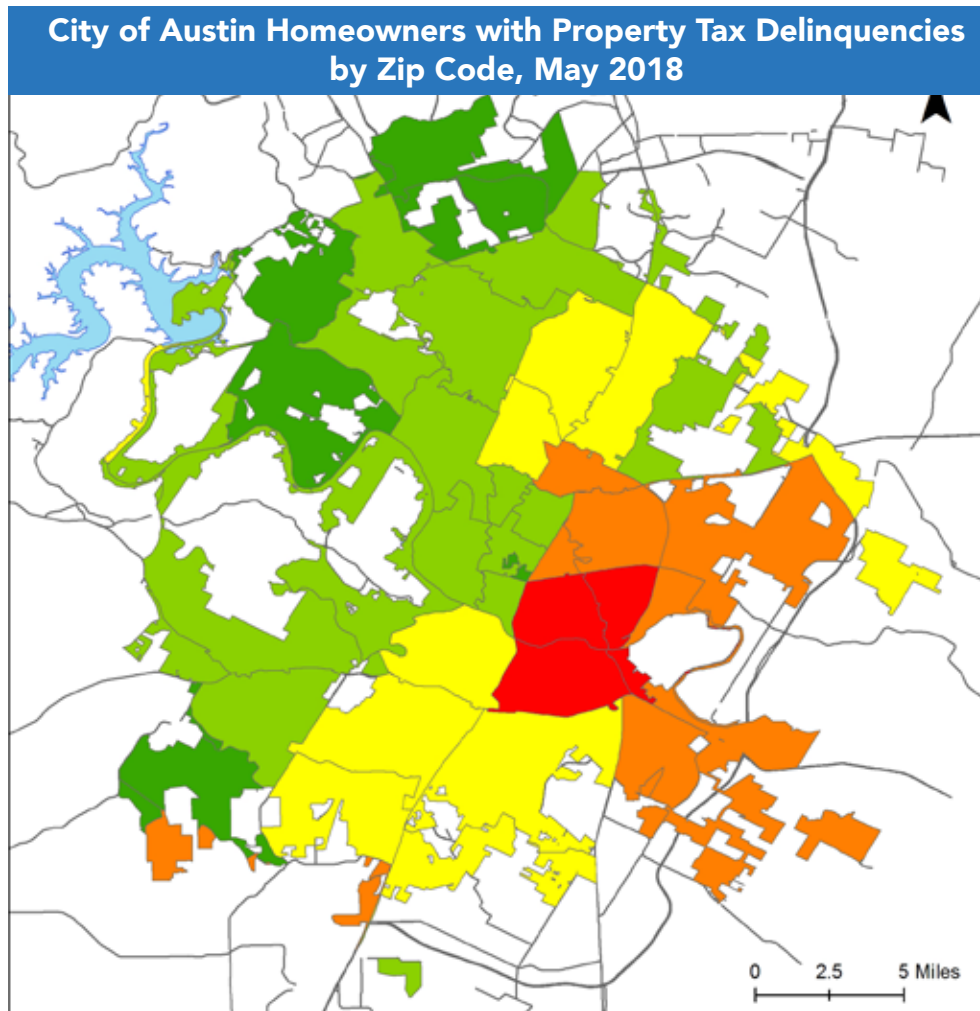 City of Austin Homeowners with Property Tax Delinquencies
by Zip Code, May 2018
0 2.5 5 Miles